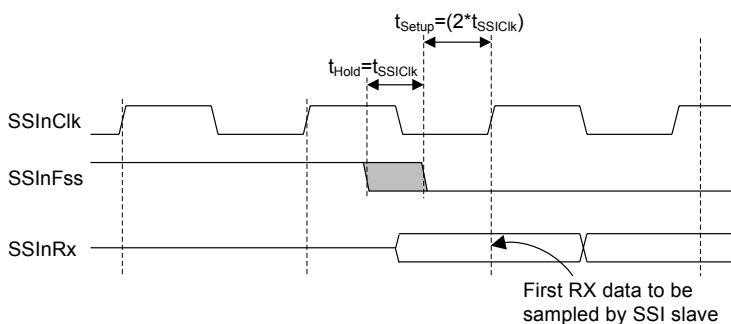 tSetup=(2*tSSIClk)
tHold=tSSIClk
SSInClk
SSInFss
SSInRx
First RX data to be
sampled by SSI slave